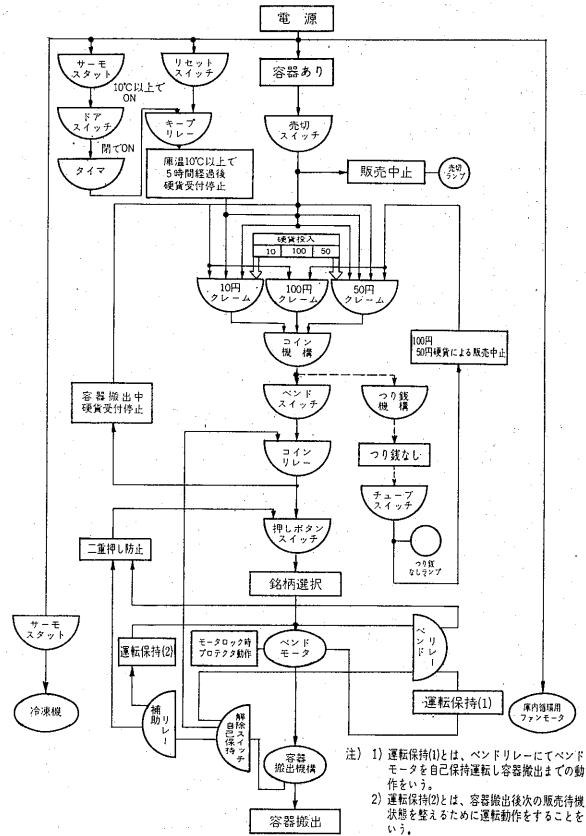 電源
サーモ
スタット
リセット
スイッチ
容器あり
10℃以上で
ON
ドア
スイッチ
キープ
リレー
売切
スイッチ
閉でON
タイマ
庫温10℃以上で
5時間経過後
硬貨受付停止
販売中止
売切
ランプ
硬貨投入
10 100 50
10円
クレーム
100円
クレーム
50円
クレーム
コイン
機構
100円
50円硬貨による販売中止
容器搬出中
硬貨受付停止
ベンド
スイッチ
つり銭
機構
コイン
リレー
つり銭なし
チューブ
スイッチ
押しボタン
スイッチ
つり銭
なしランプ
二重押し防止
銘柄選択
サーモ
スタット
運転保持(2)
モータロック時
プロテクタ動作
ベンド
モータ
ベンド
リレー
運転保持(1)
冷凍機
補助
リレー
自己保持
解除スイッチ
容器
搬出機構
庫内循環用
ファンモータ
容器搬出
注) 1) 運転保持(1)とは、ベンドリレーにてベンド
モータを自己保持運転し容器搬出までの動
作をいう。
2) 運転保持(2)とは、容器搬出後次の販売待機
状態を整えるために運転動作をすることを
いう。